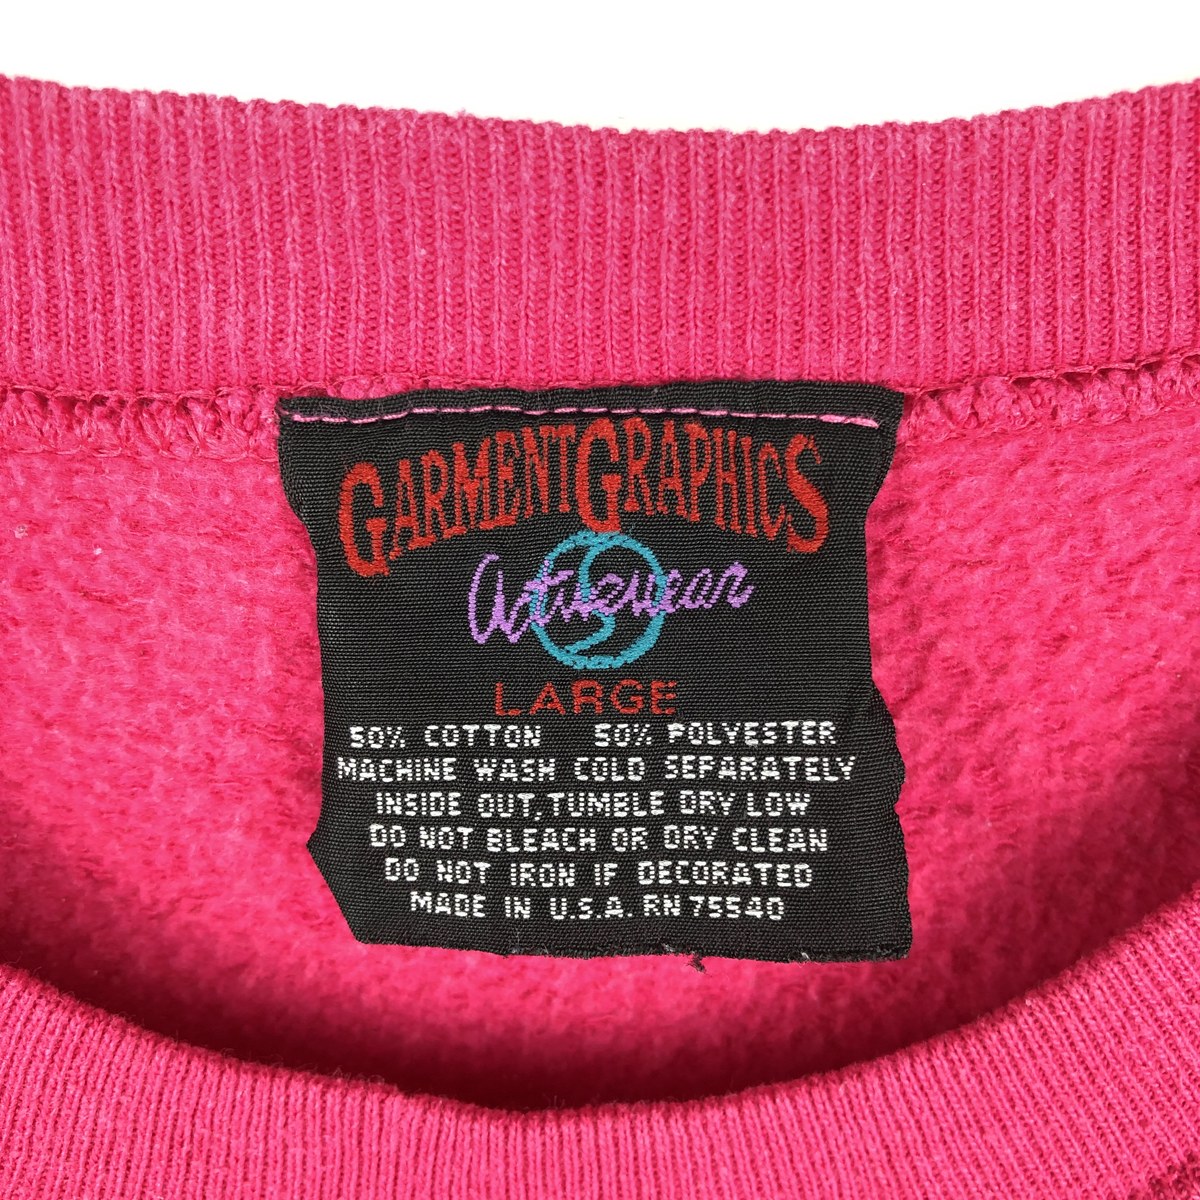 GARMENTGRAPHICS
Activewear
LARGE
50% COTTON 50% POLYESTER
MACHINE WASH COLD SEPARATELY
INSIDE OUT, TUMBLE DRY LOW
DO NOT BLEACH OR DRY CLEAN
DO NOT IRON IF DECORATED
MADE IN U.S.A. RN 75540